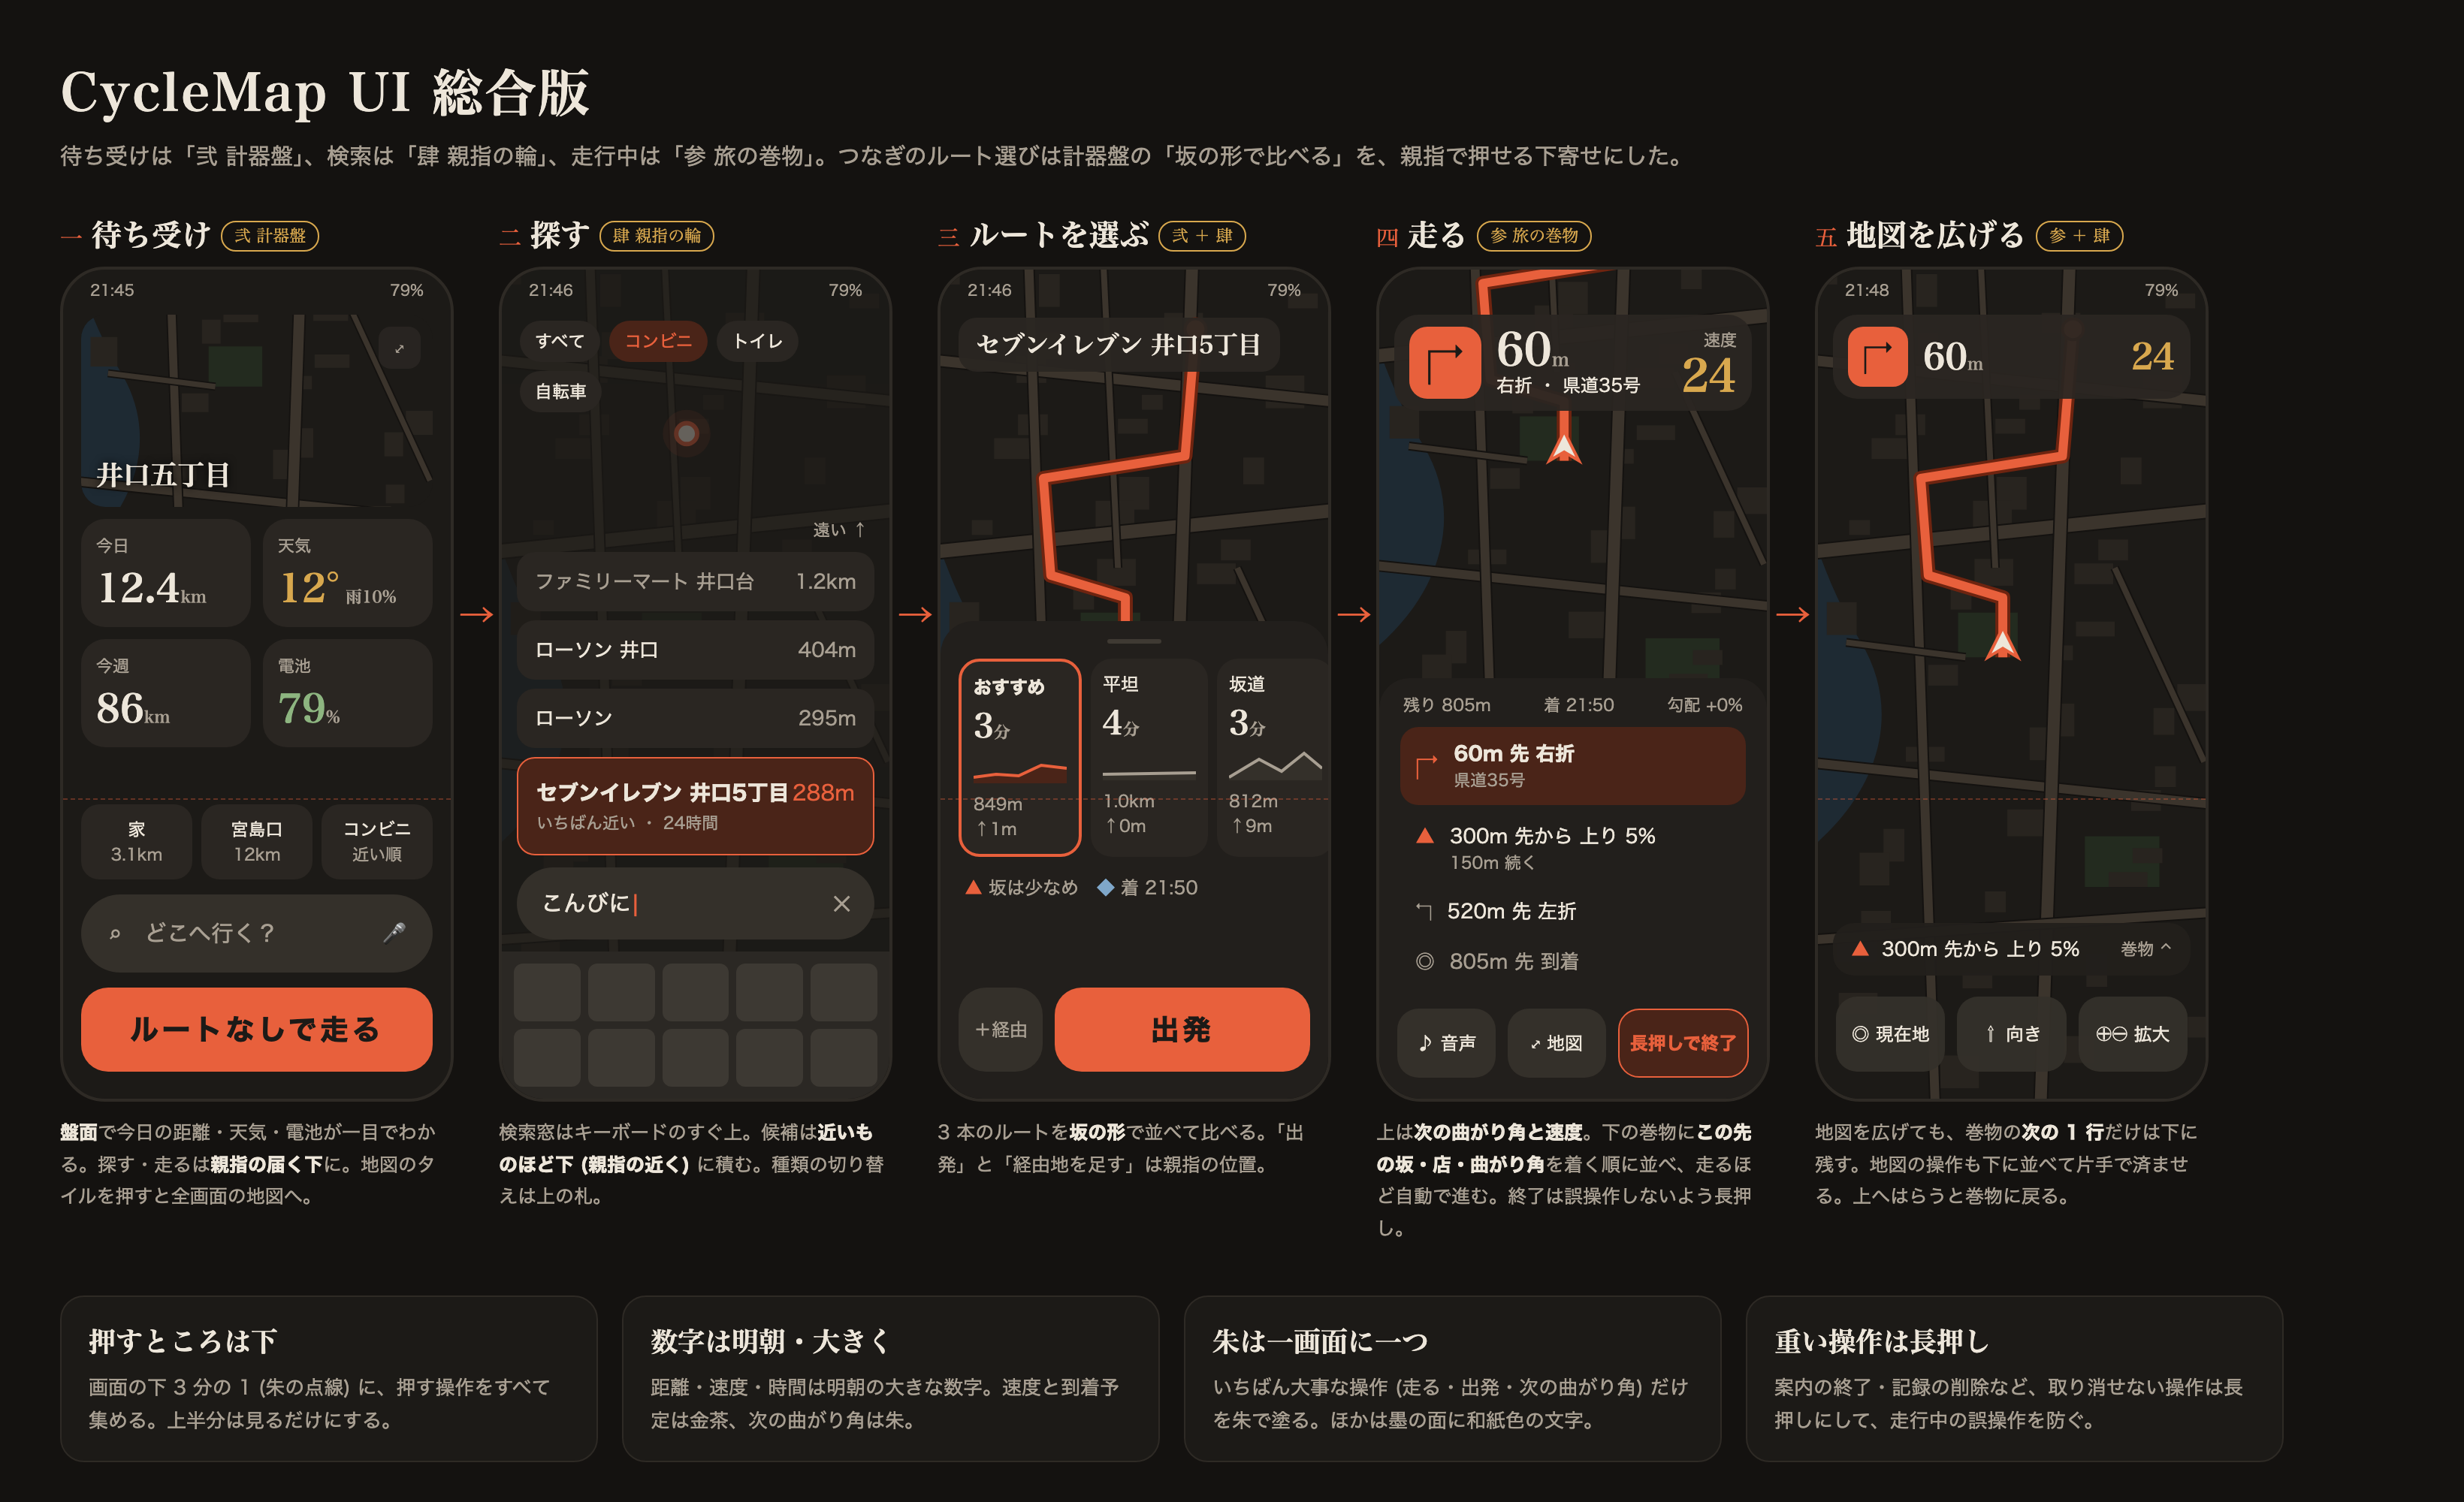 CycleMap UI 総合版
待ち受けは「弐 計器盤」、検索は「肆 親指の輪」、走行中は「参 旅の巻物」。つなぎのルート選びは計器盤の「坂の形で比べる」を、親指で押せる下寄せにした。
一 待ち受け 弐 計器盤
21:45 79%
井口五丁目
今日
12.4km
天気
12° 雨10%
今週
86km
電池
79%
家
3.1km
宮島口
12km
コンビニ
近い順
どこへ行く？
ルートなしで走る
盤面で今日の距離・天気・電池が一目でわか
る。探す・走るは親指の届く下に。地図のタ
イルを押すと全画面の地図へ。
→
二 探す 肆 親指の輪
21:46 79%
すべて コンビニ トイレ
自転車
遠い ↑
ファミリーマート 井口台 1.2km
ローソン 井口 404m
ローソン 295m
セブンイレブン 井口5丁目 288m
いちばん近い ・ 24時間
こんびに ×
検索窓はキーボードのすぐ上。候補は近いも
のほど下 (親指の近く) に積む。種類の切り替
えは上の札。
→
三 ルートを選ぶ 弐 ＋ 肆
21:46 79%
セブンイレブン 井口5丁目
おすすめ
3分
849m
↑1m
平坦
4分
1.0km
↑0m
坂道
3分
812m
↑9m
▲ 坂は少なめ ◆ 着 21:50
＋経由
出発
3 本のルートを坂の形で並べて比べる。「出
発」と「経由地を足す」は親指の位置。
→
四 走る 参 旅の巻物
60m
右折 ・ 県道35号
速度
24
残り 805m 着 21:50 勾配 +0%
60m 先 右折
県道35号
▲ 300m 先から 上り 5%
150m 続く
520m 先 左折
◎ 805m 先 到着
♪ 音声 ⤢ 地図 長押しで終了
上は次の曲がり角と速度。下の巻物にこの先
の坂・店・曲がり角を着く順に並べ、走るほ
ど自動で進む。終了は誤操作しないよう長押
し。
→
五 地図を広げる 参 ＋ 肆
21:48 79%
60m 24
▲ 300m 先から 上り 5% 巻物 ^
◎ 現在地 向き ⊕⊖ 拡大
地図を広げても、巻物の次の 1 行だけは下に
残す。地図の操作も下に並べて片手で済ませ
る。上へはらうと巻物に戻る。
押すところは下
画面の下 3 分の 1 (朱の点線) に、押す操作をすべて
集める。上半分は見るだけにする。
数字は明朝・大きく
距離・速度・時間は明朝の大きな数字。速度と到着予
定は金茶、次の曲がり角は朱。
朱は一画面に一つ
いちばん大事な操作 (走る・出発・次の曲がり角) だけ
を朱で塗る。ほかは墨の面に和紙色の文字。
重い操作は長押し
案内の終了・記録の削除など、取り消せない操作は長
押しにして、走行中の誤操作を防ぐ。